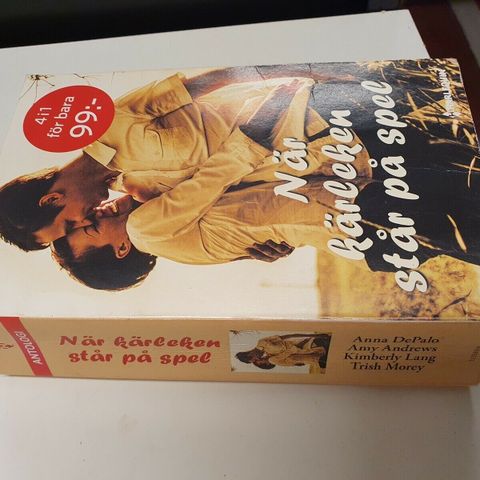 4 i 1
för bara
99:-
När
kärleken
står på spel
ANTOLOGI
När kärleken
står på spel
Anna DePalo
Amy Andrews
Kimberly Lang
Trish Morey